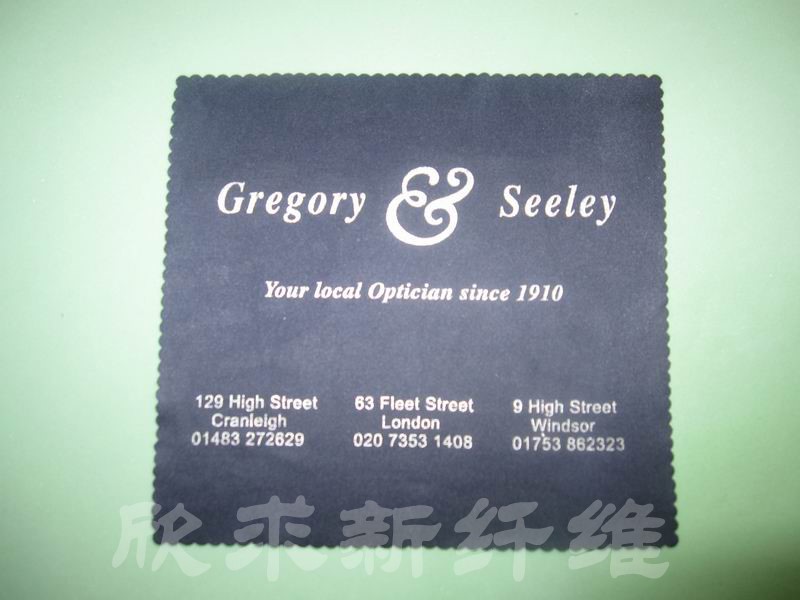 Gregory & Seeley
Your local Optician since 1910
129 High Street
Cranleigh
01483 272629
63 Fleet Street
London
020 7353 1408
9 High Street
Windsor
01753 862323
欣求新纤维